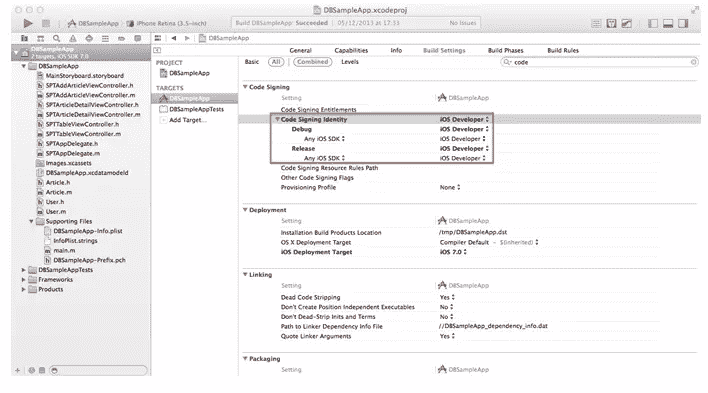 DBSampleApp.xcodeproj
DBSampleApp
iPhone Retina (3.5-inch)
Build DBSampleApp: Succeeded
05/12/2013 at 17:33
No Issues
DBSampleApp
DBSampleApp
2 targets, iOS SDK 7.0
DBSampleApp
MainStoryboard.storyboard
SPTAddArticleViewController.h
SPTAddArticleViewController.m
SPTArticleDetailViewController.h
SPTArticleDetailViewController.m
SPTTableViewController.h
SPTTableViewController.m
SPTAppDelegate.h
SPTAppDelegate.m
Images.xcassets
DBSampleApp.xcdatamodeld
Article.h
Article.m
User.h
User.m
Supporting Files
DBSampleApp-Info.plist
InfoPlist.strings
main.m
DBSampleApp-Prefix.pch
DBSampleAppTests
Frameworks
Products
PROJECT
DBSampleApp
TARGETS
DBSampleApp
DBSampleAppTests
Add Target...
General Capabilities Info Build Settings Build Phases Build Rules
Basic All Combined Levels
code
Code Signing
Setting DBSampleApp
Code Signing Entitlements
Code Signing Identity iOS Developer
Debug iOS Developer
Any iOS SDK iOS Developer
Release iOS Developer
Any iOS SDK iOS Developer
Code Signing Resource Rules Path
Other Code Signing Flags
Provisioning Profile None
Deployment
Setting DBSampleApp
Installation Build Products Location /tmp/DBSampleApp.dst
OS X Deployment Target Compiler Default - $(inherited)
iOS Deployment Target iOS 7.0
Linking
Setting DBSampleApp
Dead Code Stripping Yes
Don't Create Position Independent Executables No
Don't Dead-Strip Inits and Terms No
Path to Linker Dependency Info File //DBSampleApp_dependency_info.dat
Quote Linker Arguments Yes
Packaging
Setting DBSampleApp